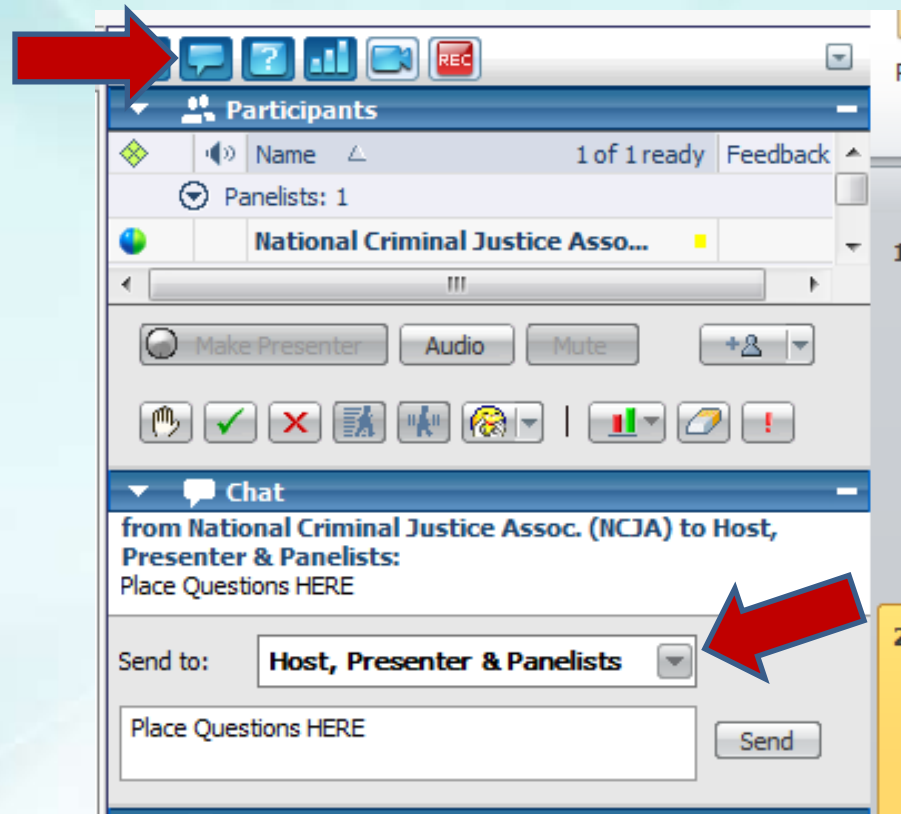 REC
Participants
Name 1 of 1 ready Feedback
Panelists: 1
National Criminal Justice Asso...
Make Presenter Audio Mute
Chat
from National Criminal Justice Assoc. (NCJA) to Host,
Presenter & Panelists:
Place Questions HERE
Send to: Host, Presenter & Panelists
Place Questions HERE
Send